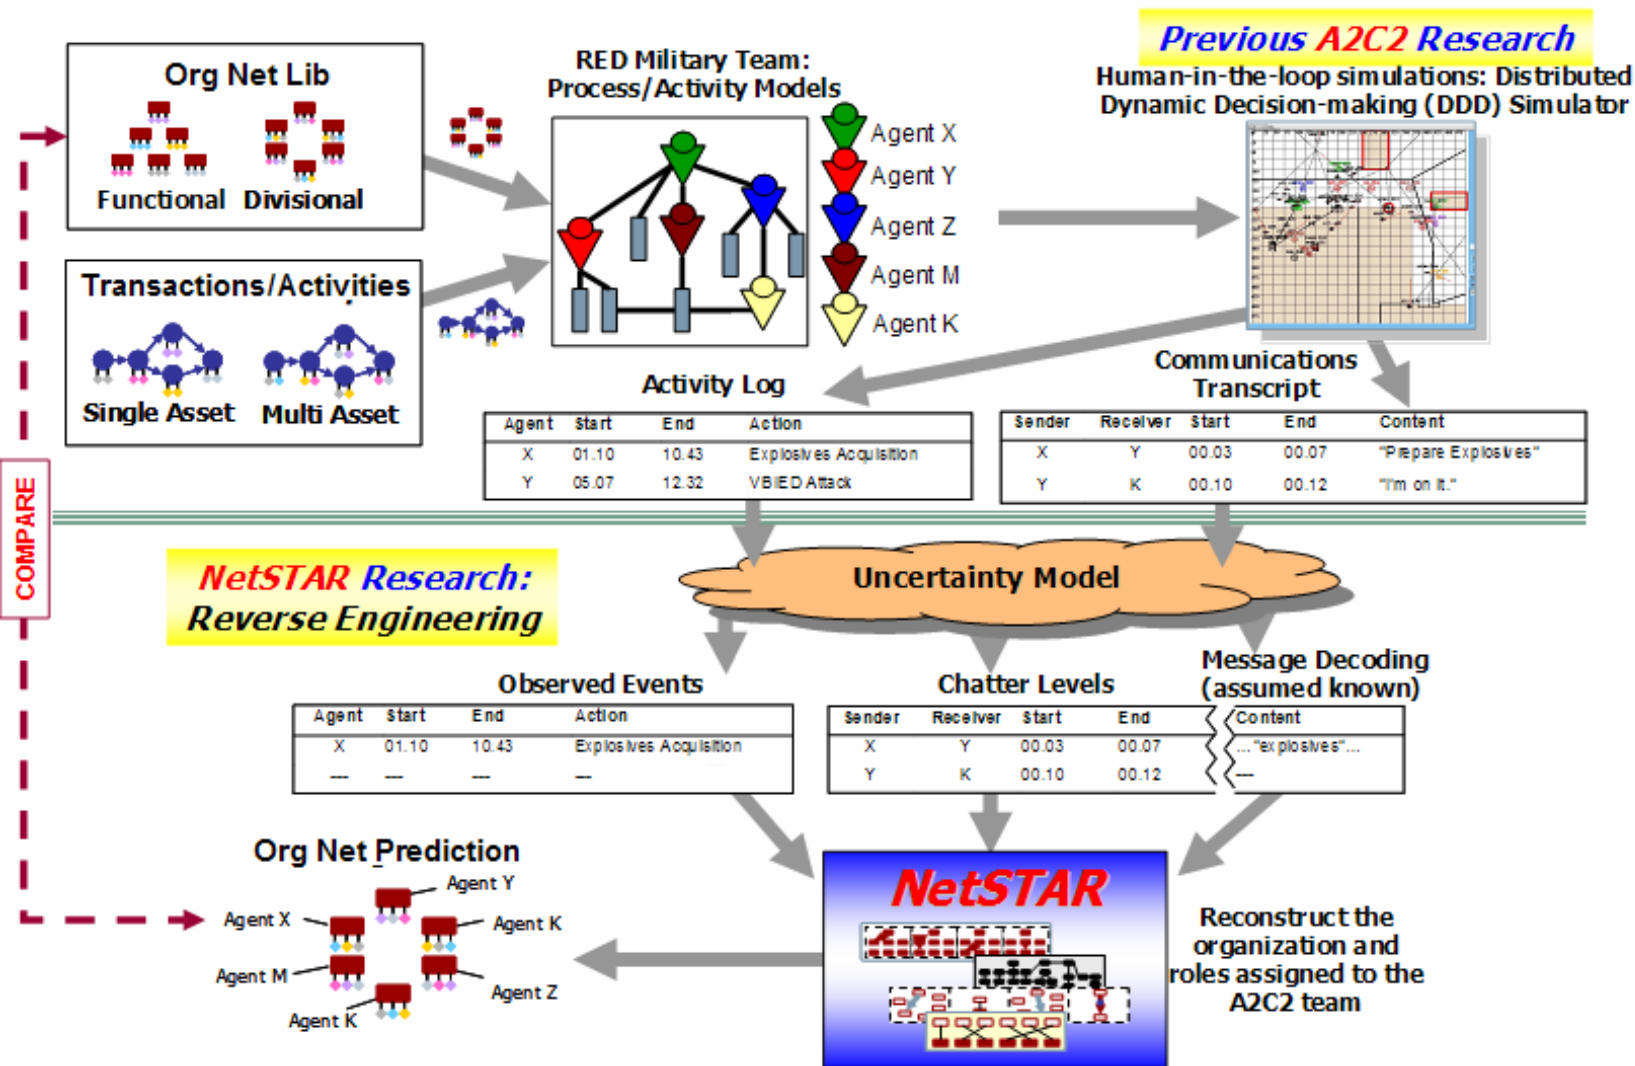 Previous A2C2 Research
Org Net Lib
Functional Divisional
Transactions/Activities
Single Asset Multi Asset
RED Military Team:
Process/Activity Models
Agent X
Agent Y
Agent Z
Agent M
Agent K
Human-in-the-loop simulations: Distributed
Dynamic Decision-making (DDD) Simulator
Activity Log
Agent Start End Action
X 01.10 10.43 Explosives Acquisition
Y 05.07 12.32 VBIED Attack
Communications
Transcript
Sender Receiver Start End Content
X Y 00.03 00.07 "Prepare Explosives"
Y K 00.10 00.12 "I'm on it."
COMPARE
NetSTAR Research:
Reverse Engineering
Uncertainty Model
Observed Events
Agent Start End Action
X 01.10 10.43 Explosives Acquisition
--- --- --- ---
Chatter Levels
Sender Receiver Start End
X Y 00.03 00.07
Y K 00.10 00.12
Message Decoding
(assumed known)
Content
..."explosives"...
---
Org Net Prediction
Agent Y
Agent X
Agent K
Agent M
Agent Z
Agent K
NetSTAR
Reconstruct the
organization and
roles assigned to the
A2C2 team